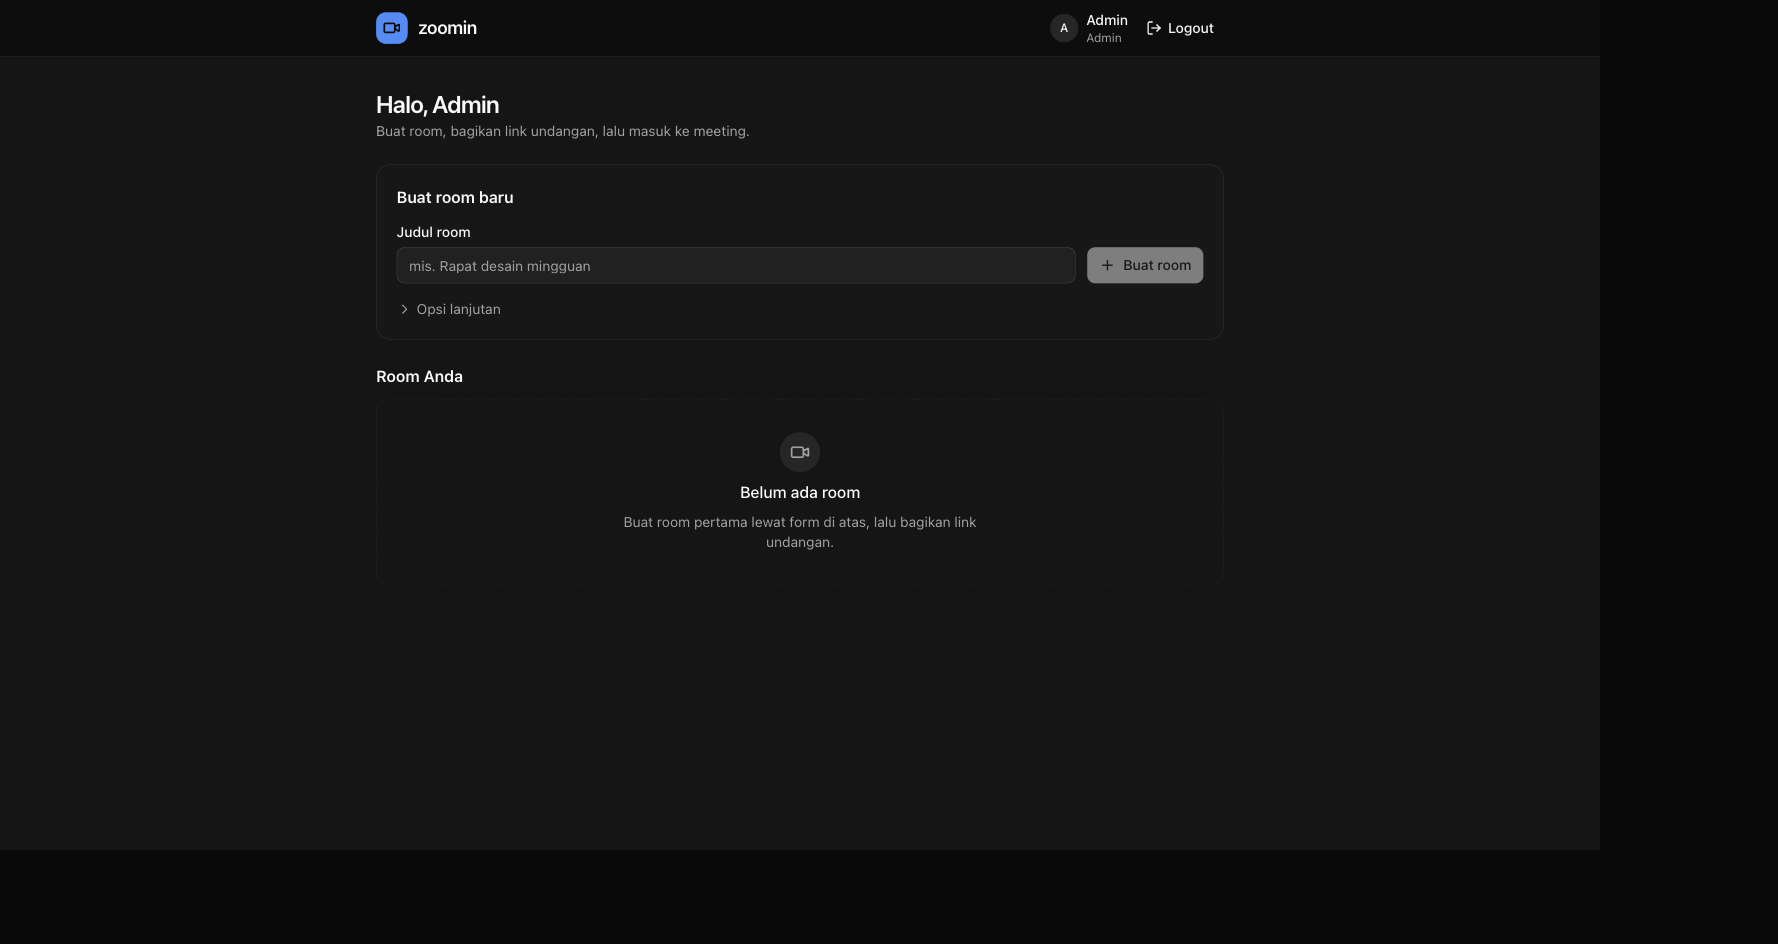 zoomin
A
Admin
Admin
Logout
Halo, Admin
Buat room, bagikan link undangan, lalu masuk ke meeting.
Buat room baru
Judul room
mis. Rapat desain mingguan
Buat room
Opsi lanjutan
Room Anda
Belum ada room
Buat room pertama lewat form di atas, lalu bagikan link
undangan.